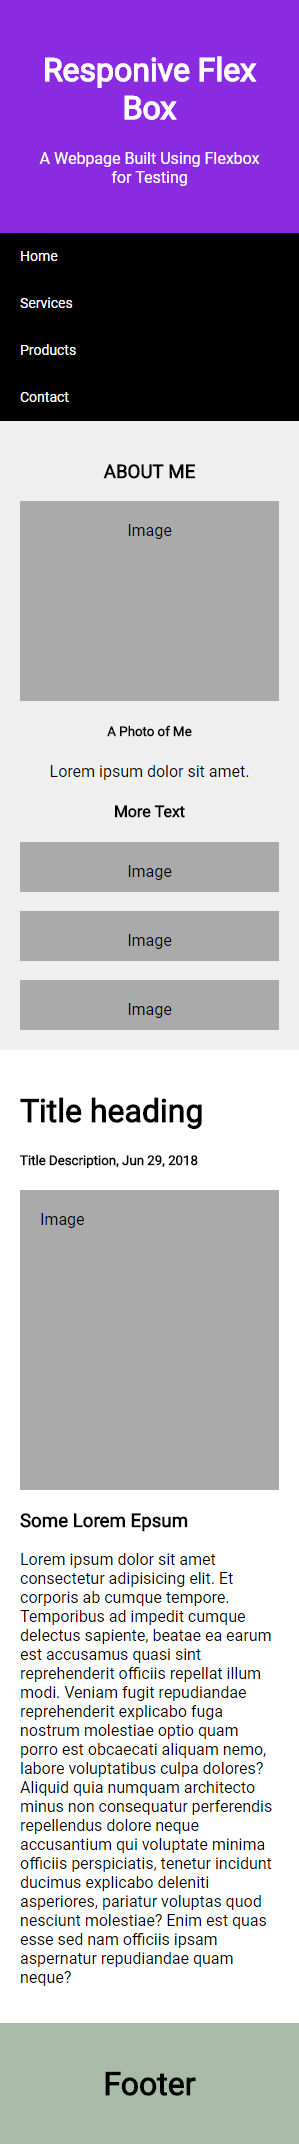 Responsive Flex
Box
A Webpage Built Using Flexbox
for Testing
Home
Services
Products
Contact
ABOUT ME
Image
A Photo of Me
Lorem ipsum dolor sit amet.
More Text
Image
Image
Image
Title heading
Title Description, Jun 29, 2018
Image
Some Lorem Epsum
Lorem ipsum dolor sit amet
consectetur adipisicing elit. Et
corporis ab cumque tempore.
Temporibus ad impedit cumque
delectus sapiente, beatae ea earum
est accusamus quasi sint
reprehenderit officiis repellat illum
modi. Veniam fugit repudiandae
reprehenderit explicabo fuga
nostrum molestiae optio quam
porro est obcaecati aliquam nemo,
labore voluptatibus culpa dolores?
Aliquid quia numquam architecto
minus non consequatur perferendis
repellendus dolore neque
accusantium qui voluptate minima
officiis perspiciatis, tenetur incidunt
ducimus explicabo deleniti
asperiores, pariatur voluptas quod
nesciunt molestiae? Enim est quas
esse sed nam officiis ipsam
aspernatur repudiandae quam
neque?
Footer